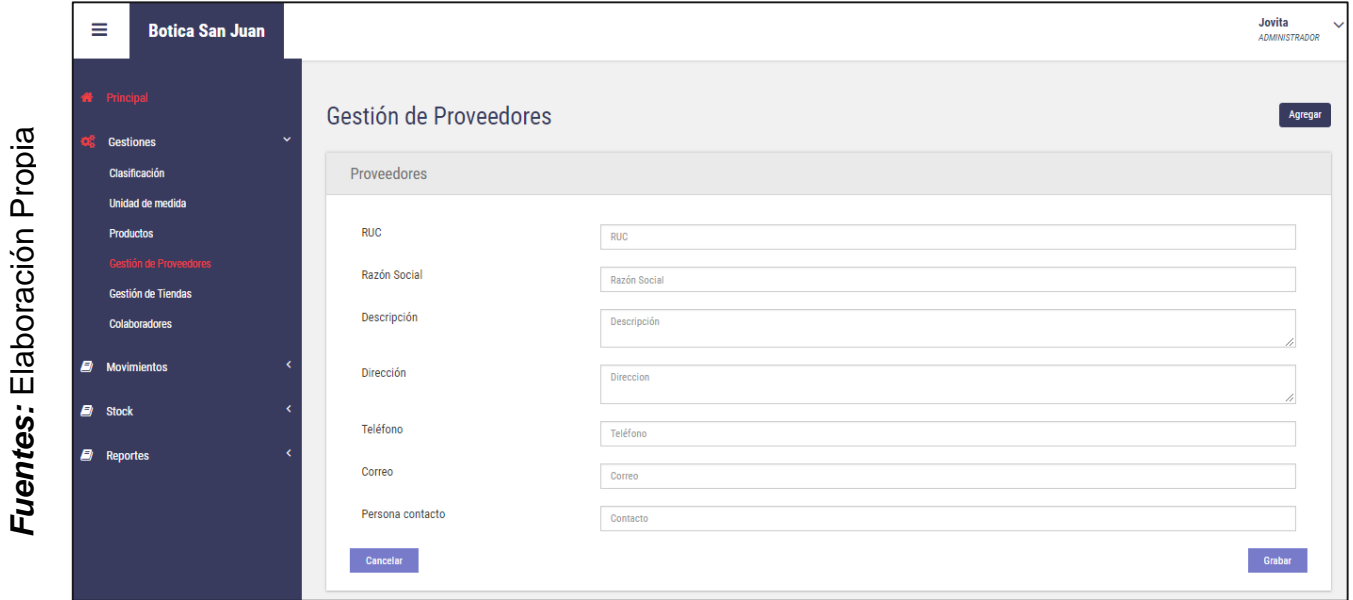 Botica San Juan
Jovita
ADMINISTRADOR
Principal
Gestiones
Clasificación
Unidad de medida
Productos
Gestión de Proveedores
Gestión de Tiendas
Colaboradores
Movimientos
Stock
Reportes
Gestión de Proveedores
Agregar
Proveedores
RUC
RUC
Razón Social
Razón Social
Descripción
Descripción
Dirección
Direccion
Teléfono
Teléfono
Correo
Correo
Persona contacto
Contacto
Cancelar
Grabar
Fuentes: Elaboración Propia